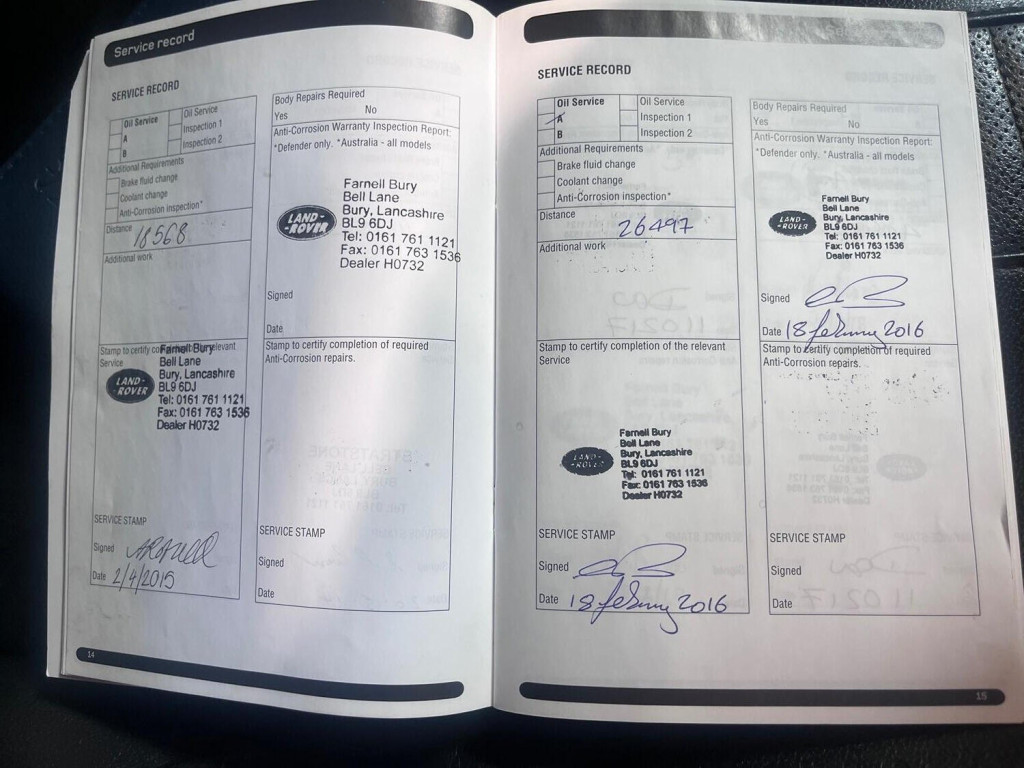 Service record
SERVICE RECORD
Oil Service
A
B
Oil Service
Inspection 1
Inspection 2
Additional Requirements
Brake fluid change
Coolant change
Anti-Corrosion inspection*
Distance 18568
Additional work
Stamp to certify relevant
Service
Farnell Bury
Bell Lane
Bury, Lancashire
BL9 6DJ
Tel: 0161 761 1121
Fax: 0161 763 1536
Dealer H0732
LAND-
ROVER
SERVICE STAMP
Signed
Date 2/4/2015
Body Repairs Required
Yes No
Anti-Corrosion Warranty Inspection Report:
*Defender only. *Australia - all models
LAND-
ROVER
Farnell Bury
Bell Lane
Bury, Lancashire
BL9 6DJ
Tel: 0161 761 1121
Fax: 0161 763 1536
Dealer H0732
Signed
Date
Stamp to certify completion of required
Anti-Corrosion repairs.
SERVICE STAMP
Signed
Date
14
SERVICE RECORD
Oil Service
A
B
Oil Service
Inspection 1
Inspection 2
Additional Requirements
Brake fluid change
Coolant change
Anti-Corrosion inspection*
Distance 26497
Additional work
Stamp to certify completion of the relevant
Service
LAND-
ROVER
Farnell Bury
Bell Lane
Bury, Lancashire
BL9 6DJ
Tel: 0161 761 1121
Fax: 0161 763 1536
Dealer H0732
SERVICE STAMP
Signed
Date 18 february 2016
Body Repairs Required
Yes No
Anti-Corrosion Warranty Inspection Report:
*Defender only. *Australia - all models
LAND-
ROVER
Farnell Bury
Bell Lane
Bury, Lancashire
BL9 6DJ
Tel: 0161 761 1121
Fax: 0161 763 1536
Dealer H0732
Signed
Date 18 february 2016
Stamp to certify completion of required
Anti-Corrosion repairs.
SERVICE STAMP
Signed
Date
15